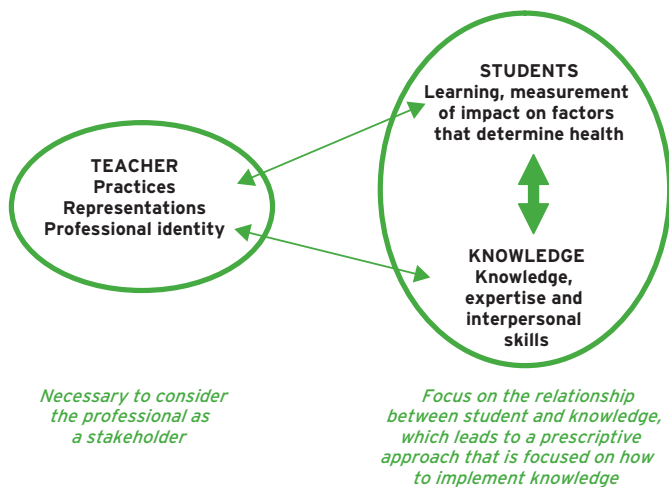 TEACHER
Practices
Representations
Professional identity
STUDENTS
Learning, measurement
of impact on factors
that determine health
KNOWLEDGE
Knowledge,
expertise and
interpersonal
skills
Necessary to consider
the professional as
a stakeholder
Focus on the relationship
between student and knowledge,
which leads to a prescriptive
approach that is focused on how
to implement knowledge